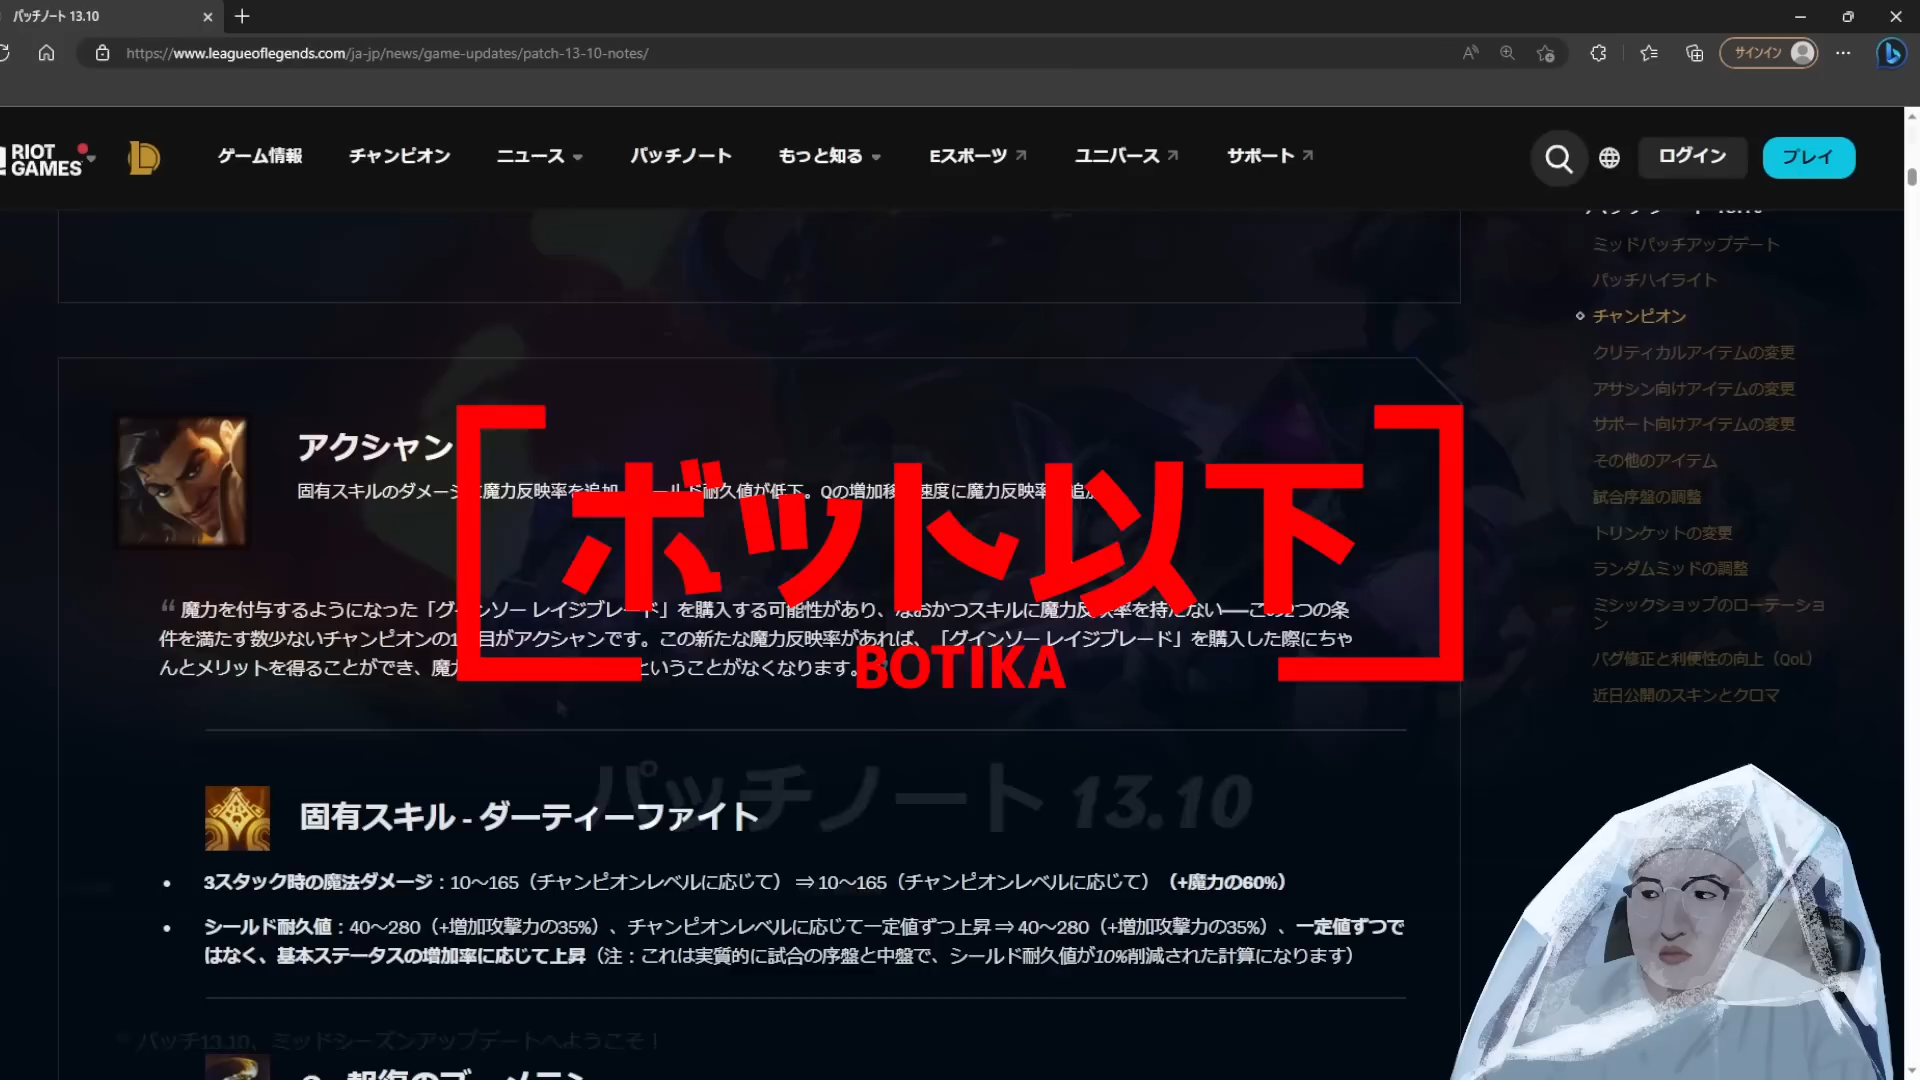 パッチノート 13.10
https://www.leagueoflegends.com/ja-jp/news/game-updates/patch-13-10-notes/
サインイン
RIOT GAMES
ゲーム情報
チャンピオン
ニュース
パッチノート
もっと知る
Eスポーツ
ユニバース
サポート
ログイン
プレイ
ミッドパッチアップデート
パッチハイライト
チャンピオン
クリティカルアイテムの変更
アサシン向けアイテムの変更
サポート向けアイテムの変更
その他のアイテム
試合序盤の調整
トリンケットの変更
ランダムミッドの調整
ミシックショップのローテーショ
ン
バグ修正と利便性の向上（QoL）
近日公開のスキンとクロマ
アクシャン
固有スキルのダメージに魔力反映率を追加、シールド耐久値が低下。Qの増加移動速度に魔力反映率を追加
ボット以下
BOTIKA
魔力を付与するようになった「グインソー レイジブレード」を購入する可能性があり、なおかつスキルに魔力反映率を持たない──この2つの条
件を満たす数少ないチャンピオンの1人目がアクシャンです。この新たな魔力反映率があれば、「グインソー レイジブレード」を購入した際にちゃ
んとメリットを得ることができ、魔力
ということがなくなります。
パッチノート 13.10
固有スキル - ダーティーファイト
• 3スタック時の魔法ダメージ：10～165（チャンピオンレベルに応じて） ⇒ 10～165（チャンピオンレベルに応じて）（+魔力の60%）
• シールド耐久値：40～280（+増加攻撃力の35%）、チャンピオンレベルに応じて一定値ずつ上昇 ⇒ 40～280（+増加攻撃力の35%）、一定値ずつで
はなく、基本ステータスの増加率に応じて上昇（注：これは実質的に試合の序盤と中盤で、シールド耐久値が10%削減された計算になります）
パッチ13.10、ミッドシーズンアップデートへようこそ！